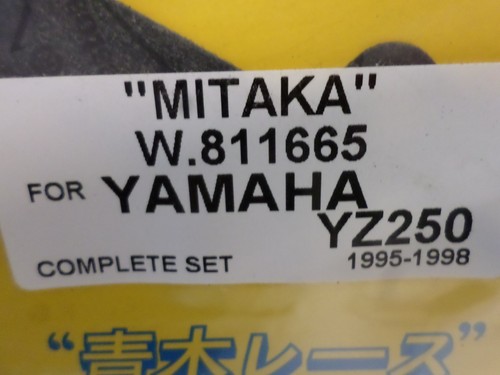 "MITAKA"
W.811665
FOR YAMAHA
YZ250
COMPLETE SET 1995-1998
“青木レース”